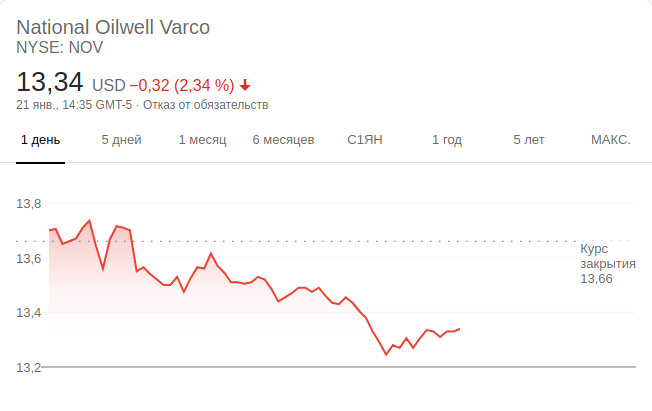 National Oilwell Varco
NYSE: NOV
13,34 USD −0,32 (2,34 %)
21 янв., 14:35 GMT-5 · Отказ от обязательств
1 день 5 дней 1 месяц 6 месяцев С1ЯН 1 год 5 лет МАКС.
13,8
13,6
13,4
13,2
Курс
закрытия
13,66